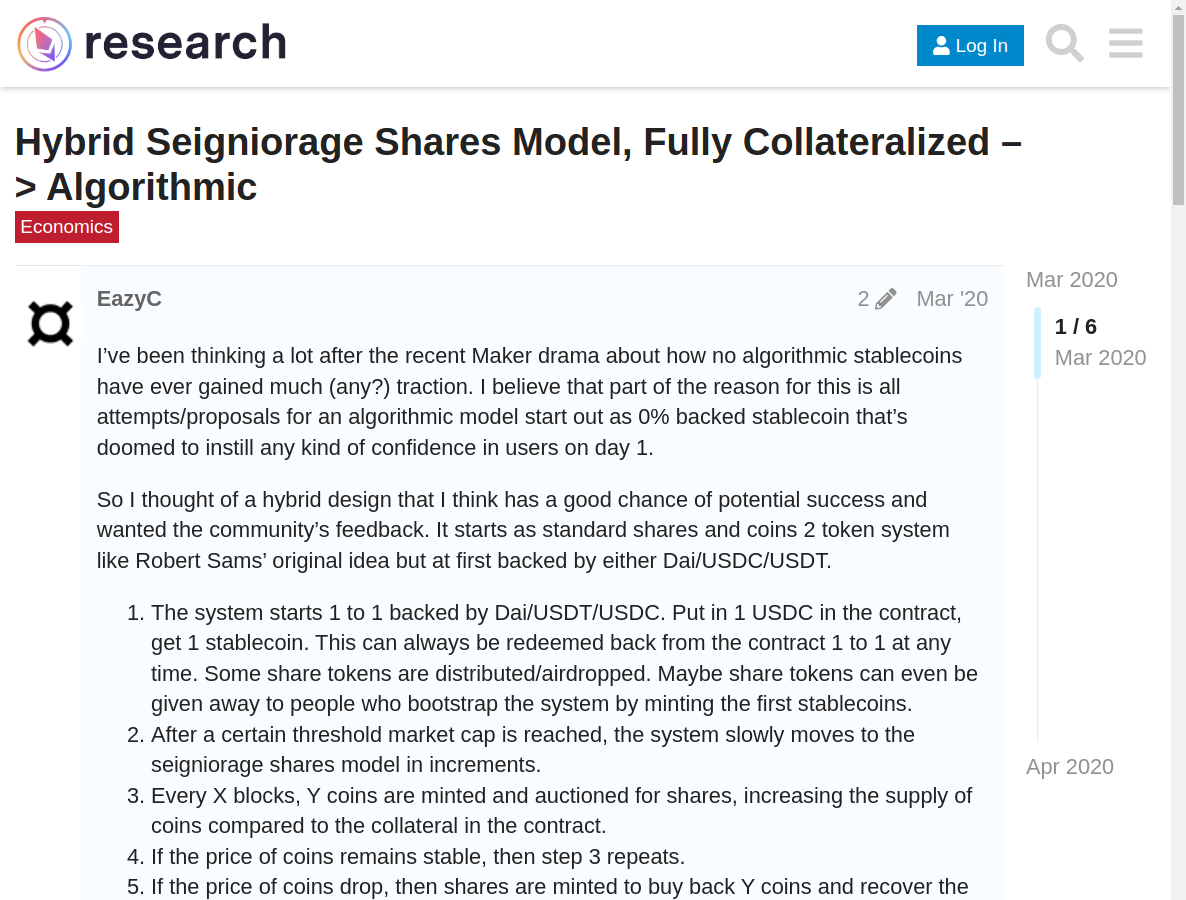 research
Log In
Hybrid Seigniorage Shares Model, Fully Collateralized –
> Algorithmic
Economics
EazyC
2
Mar '20
I’ve been thinking a lot after the recent Maker drama about how no algorithmic stablecoins
have ever gained much (any?) traction. I believe that part of the reason for this is all
attempts/proposals for an algorithmic model start out as 0% backed stablecoin that’s
doomed to instill any kind of confidence in users on day 1.
So I thought of a hybrid design that I think has a good chance of potential success and
wanted the community’s feedback. It starts as standard shares and coins 2 token system
like Robert Sams’ original idea but at first backed by either Dai/USDC/USDT.
1. The system starts 1 to 1 backed by Dai/USDT/USDC. Put in 1 USDC in the contract,
get 1 stablecoin. This can always be redeemed back from the contract 1 to 1 at any
time. Some share tokens are distributed/airdropped. Maybe share tokens can even be
given away to people who bootstrap the system by minting the first stablecoins.
2. After a certain threshold market cap is reached, the system slowly moves to the
seigniorage shares model in increments.
3. Every X blocks, Y coins are minted and auctioned for shares, increasing the supply of
coins compared to the collateral in the contract.
4. If the price of coins remains stable, then step 3 repeats.
5. If the price of coins drop, then shares are minted to buy back Y coins and recover the
Mar 2020
1 / 6
Mar 2020
Apr 2020